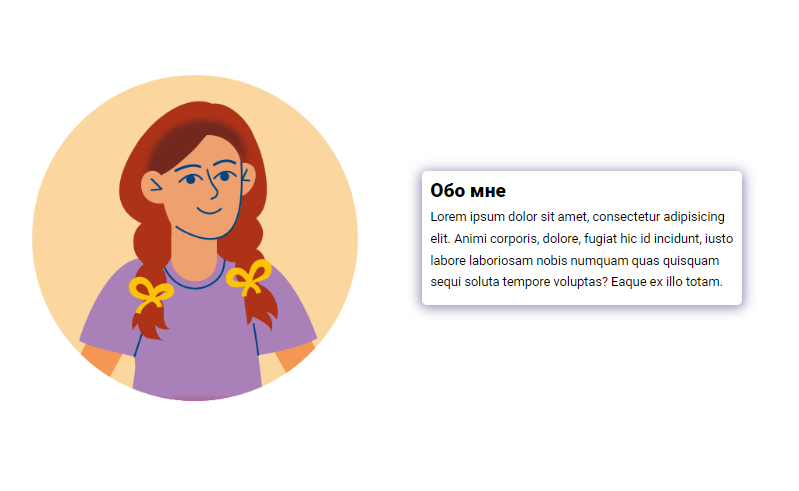 Обо мне
Lorem ipsum dolor sit amet, consectetur adipisicing
elit. Animi corporis, dolore, fugiat hic id incidunt, iusto
labore laboriosam nobis numquam quas quisquam
sequi soluta tempore voluptas? Eaque ex illo totam.